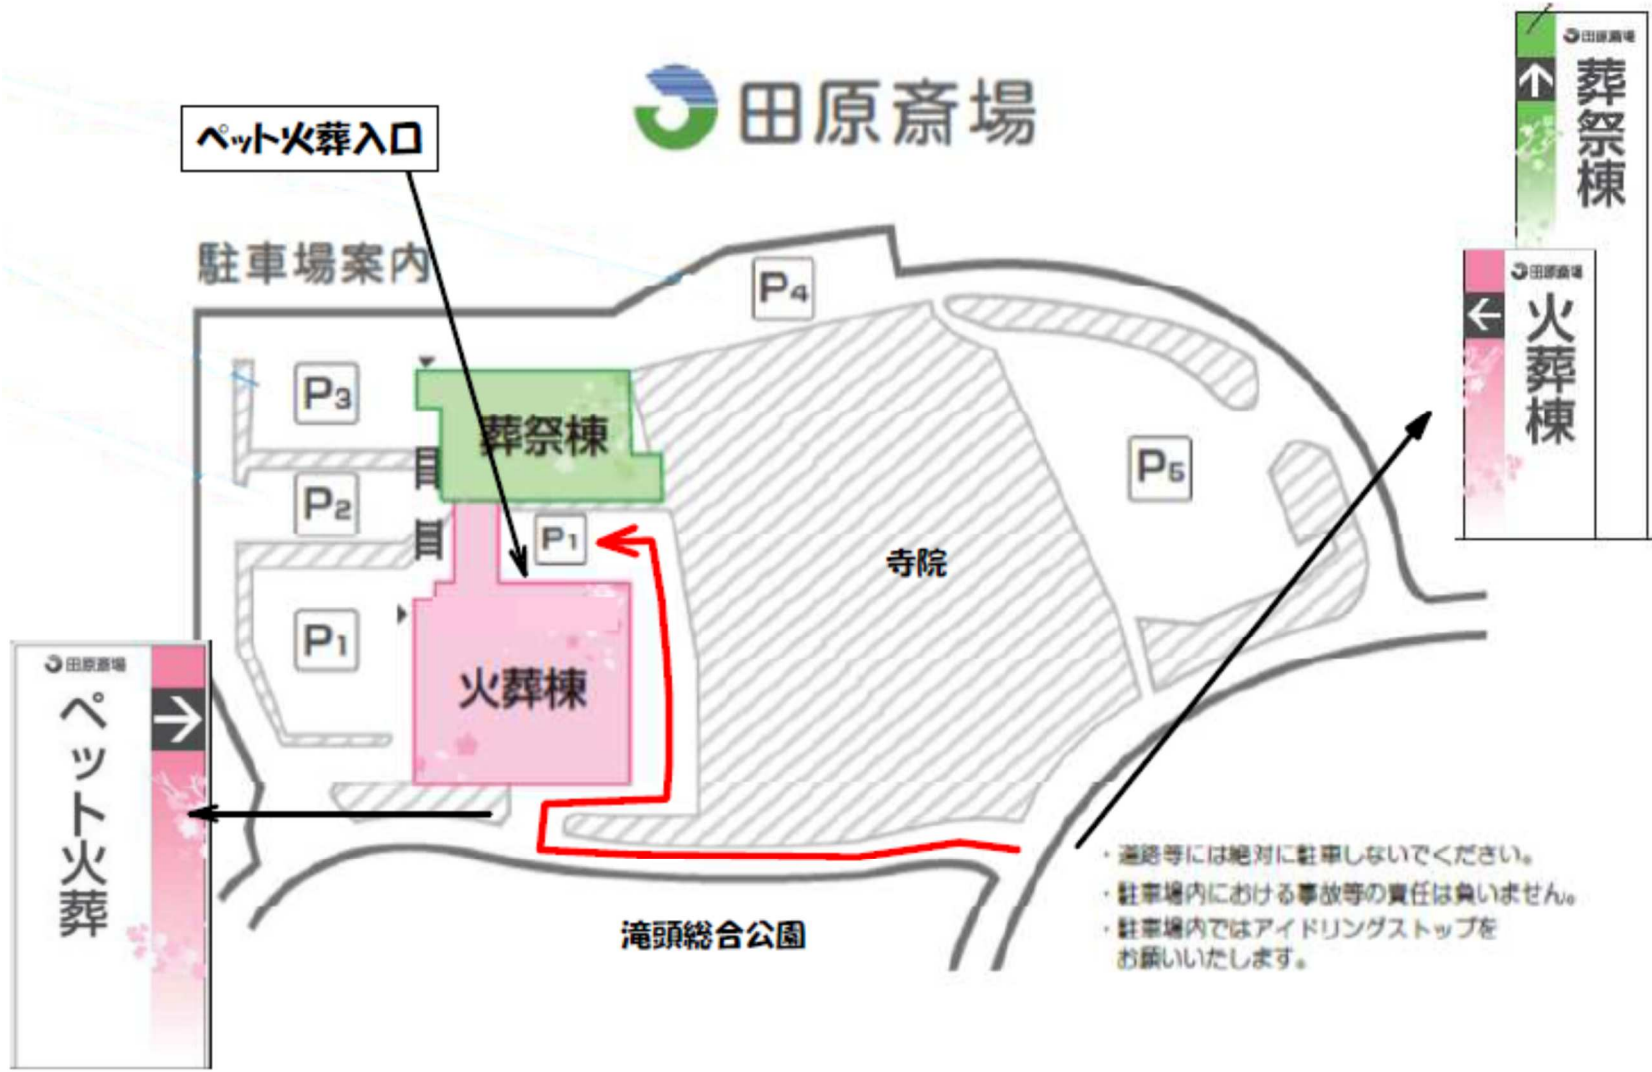 田原斎場
ペット火葬入口
駐車場案内
田原斎場
葬祭棟
田原斎場
火葬棟
P4
P3
葬祭棟
P2
P1
P5
寺院
P1
火葬棟
田原斎場
ペット火葬
滝頭総合公園
・道路等には絶対に駐車しないでください。
・駐車場内における事故等の責任は負いません。
・駐車場内ではアイドリングストップを
お願いいたします。